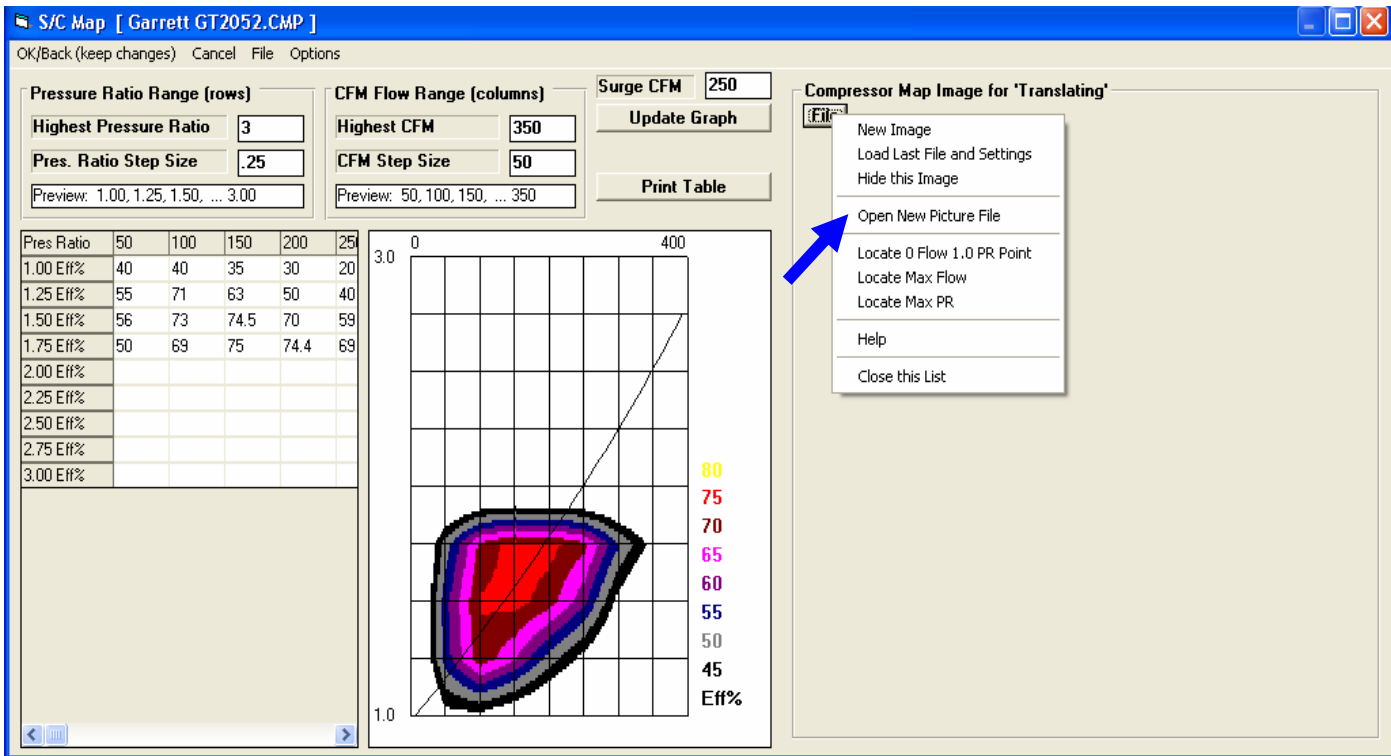 S/C Map [ Garrett GT2052.CMP ]
OK/Back (keep changes) Cancel File Options
Pressure Ratio Range (rows)
Highest Pressure Ratio 3
Pres. Ratio Step Size .25
Preview: 1.00, 1.25, 1.50, ... 3.00
CFM Flow Range (columns)
Highest CFM 350
CFM Step Size 50
Preview: 50, 100, 150, ... 350
Surge CFM 250
Update Graph
Print Table
Pres Ratio 50 100 150 200 250
1.00 Eff% 40 40 35 30 20
1.25 Eff% 55 71 63 50 40
1.50 Eff% 56 73 74.5 70 59
1.75 Eff% 50 69 75 74.4 69
2.00 Eff%
2.25 Eff%
2.50 Eff%
2.75 Eff%
3.00 Eff%
0 400
3.0
80
75
70
65
60
55
50
45
Eff%
1.0
Compressor Map Image for 'Translating'
File
New Image
Load Last File and Settings
Hide this Image
Open New Picture File
Locate 0 Flow 1.0 PR Point
Locate Max Flow
Locate Max PR
Help
Close this List